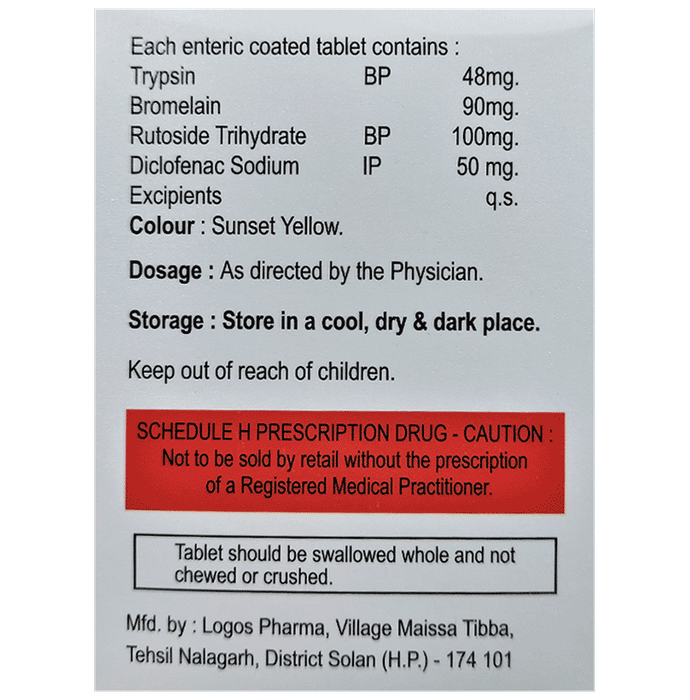 Each enteric coated tablet contains :
Trypsin BP 48mg.
Bromelain 90mg.
Rutoside Trihydrate BP 100mg.
Diclofenac Sodium IP 50 mg.
Excipients q.s.
Colour : Sunset Yellow.
Dosage : As directed by the Physician.
Storage : Store in a cool, dry & dark place.
Keep out of reach of children.
SCHEDULE H PRESCRIPTION DRUG - CAUTION :
Not to be sold by retail without the prescription
of a Registered Medical Practitioner.
Tablet should be swallowed whole and not
chewed or crushed.
Mfd. by : Logos Pharma, Village Maissa Tibba,
Tehsil Nalagarh, District Solan (H.P.) - 174 101